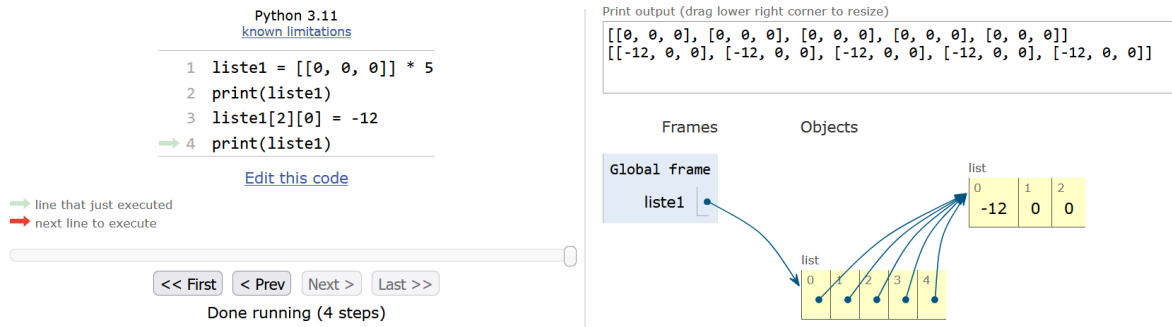 Python 3.11
known limitations
1 liste1 = [[0, 0, 0]] * 5
2 print(liste1)
3 liste1[2][0] = -12
4 print(liste1)
Edit this code
line that just executed
next line to execute
<< First < Prev Next > Last >>
Done running (4 steps)
Print output (drag lower right corner to resize)
[[0, 0, 0], [0, 0, 0], [0, 0, 0], [0, 0, 0], [0, 0, 0]]
[[-12, 0, 0], [-12, 0, 0], [-12, 0, 0], [-12, 0, 0], [-12, 0, 0]]
Frames Objects
Global frame
liste1
list
0 1 2
-12 0 0
list
0 1 2 3 4